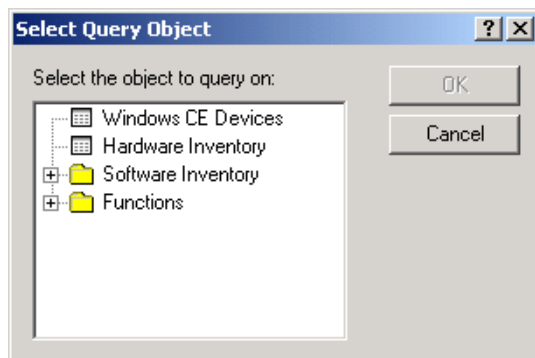 Select Query Object
Select the object to query on:
OK
Windows CE Devices
Hardware Inventory
Cancel
Software Inventory
Functions